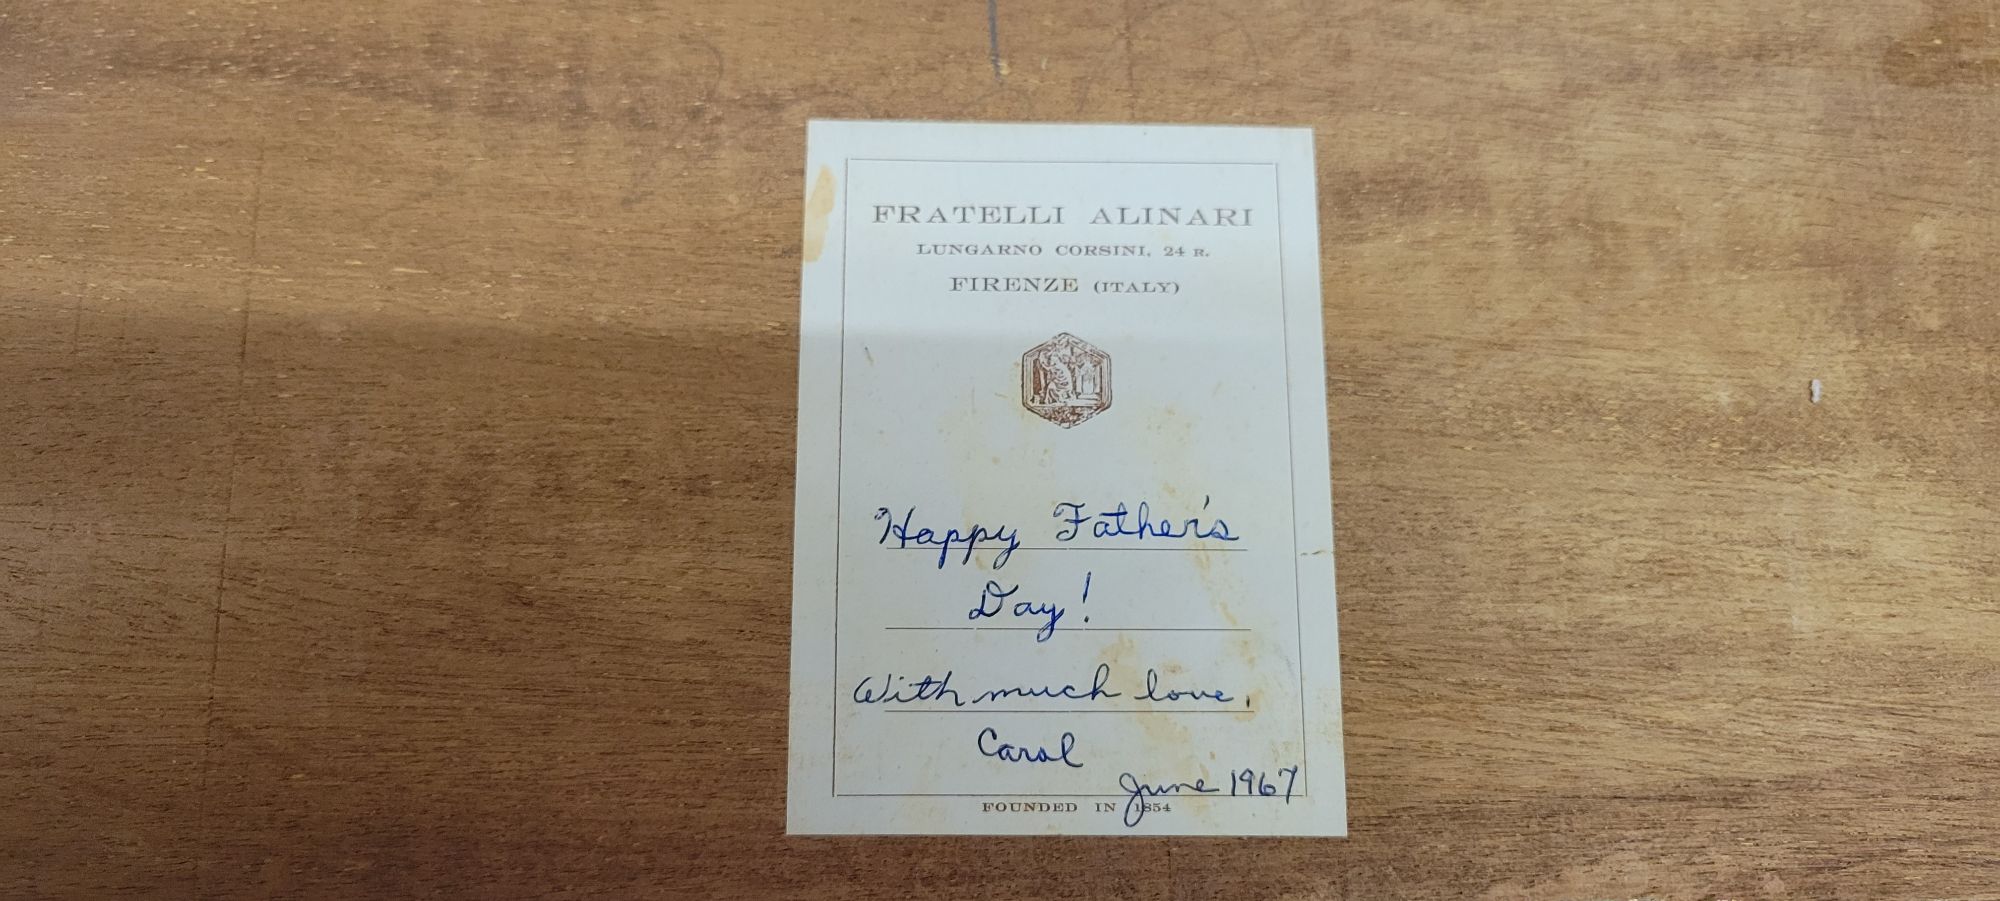 FRATELLI ALINARI
LUNGARNO CORSINI, 24 R.
FIRENZE (ITALY)
Happy Father's
Day!
With much love,
Carol
June 1967
FOUNDED IN 1854